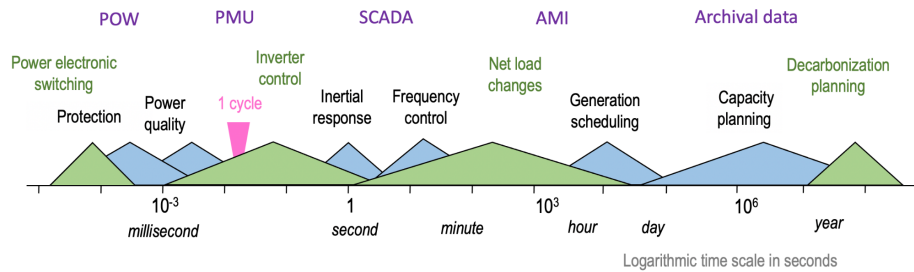 POW PMU SCADA AMI Archival data
Power electronic
switching
Inverter
control
Net load
changes
Decarbonization
planning
Protection
Power
quality
1 cycle
Inertial
response
Frequency
control
Generation
scheduling
Capacity
planning
10-3 1 103 106
millisecond second minute hour day year
Logarithmic time scale in seconds